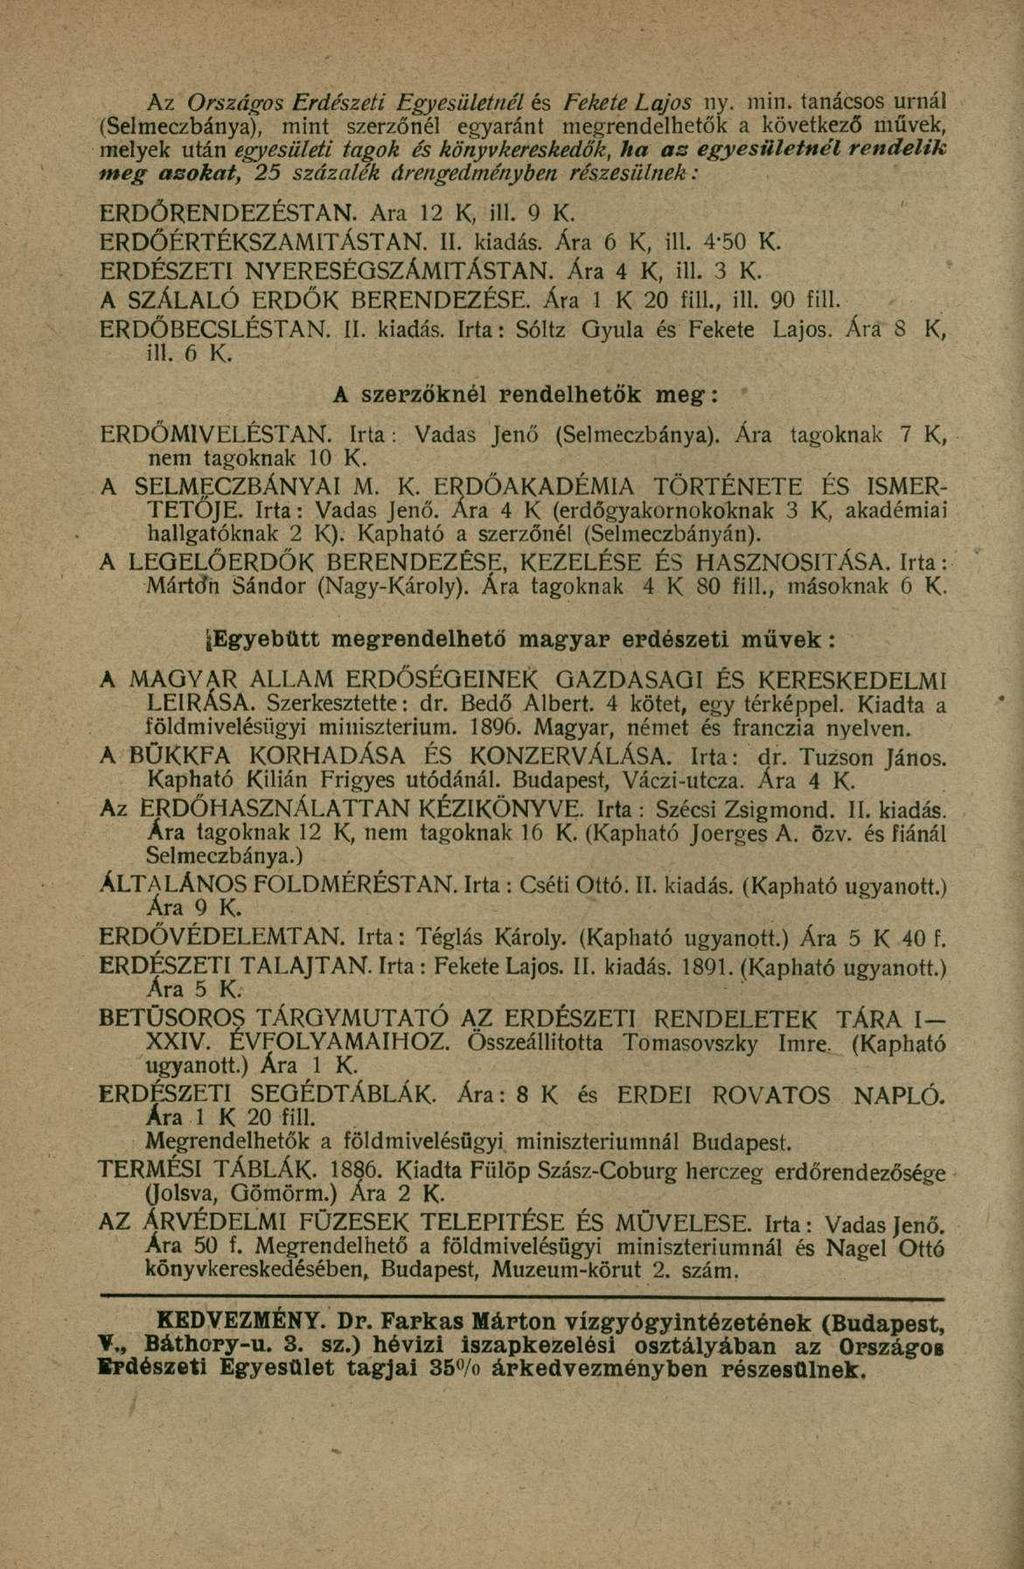 Az Országos Erdészeti Egyesületnél és Fekete Lajos ny. min. tanácsos urnál
(Selmeczbánya), mint szerzőnél egyaránt megrendelhetők a következő művek,
melyek után egyesületi tagok és könyvkereskedők, ha az egyesületnél rendelik
meg azokat, 25 százalék árengedményben részesülnek:
ERDŐRENDEZÉSTAN. Ara 12 K, ill. 9 K.
ERDŐÉRTÉKSZAMITÁSTAN. II. kiadás. Ára 6 K, ill. 4·50 K.
ERDÉSZETI NYERESÉGSZÁMITÁSTAN. Ára 4 K, ill. 3 K.
A SZÁLALÓ ERDŐK BERENDEZÉSE. Ára 1 K 20 fill., ill. 90 fill.
ERDŐBECSLÉSTAN. II. kiadás. Irta: Sóltz Gyula és Fekete Lajos. Ára 8 K,
ill. 6 K.
A szerzőknél rendelhetők meg:
ERDŐMIVELÉSTAN. Irta: Vadas Jenő (Selmeczbánya). Ára tagoknak 7 K,
nem tagoknak 10 K.
A SELMECZBÁNYAI M. K. ERDŐAKADÉMIA TÖRTÉNETE ÉS ISMER-
TETŐJE. Irta: Vadas Jenő. Ára 4 K (erdőgyakornokoknak 3 K, akadémiai
hallgatóknak 2 K). Kapható a szerzőnél (Selmeczbányán).
A LEGELŐERDŐK BERENDEZÉSE, KEZELÉSE ÉS HASZNOSITÁSA. Irta:
Márton Sándor (Nagy-Károly). Ára tagoknak 4 K 80 fill., másoknak 6 K.
Egyebütt megrendelhető magyar erdészeti művek:
A MAGYAR ALLAM ERDŐSÉGEINEK GAZDASAGI ÉS KERESKEDELMI
LEIRÁSA. Szerkesztette: dr. Bedő Albert. 4 kötet, egy térképpel. Kiadta a
földmivelésügyi miniszterium. 1896. Magyar, német és franczia nyelven.
A BÜKKFA KORHADÁSA ÉS KONZERVÁLÁSA. Irta: dr. Tuzson János.
Kapható Kilián Frigyes utódánál. Budapest, Váczi-utcza. Ára 4 K.
Az ERDŐHASZNÁLATTAN KÉZIKÖNYVE. Irta: Szécsi Zsigmond. II. kiadás.
Ára tagoknak 12 K, nem tagoknak 16 K. (Kapható Joerges A. özv. és fiánál
Selmeczbánya.)
ÁLTALÁNOS FOLDMÉRÉSTAN. Irta: Cséti Ottó. II. kiadás. (Kapható ugyanott.)
Ára 9 K.
ERDŐVÉDELEMTAN. Irta: Téglás Károly. (Kapható ugyanott.) Ára 5 K 40 f.
ERDÉSZETI TALAJTAN. Irta: Fekete Lajos. II. kiadás. 1891. (Kapható ugyanott.)
Ára 5 K.
BETŰSOROS TÁRGYMUTATÓ AZ ERDÉSZETI RENDELETEK TÁRA I—
XXIV. ÉVFOLYAMAIHOZ. Összeállitotta Tomasovszky Imre. (Kapható
ugyanott.) Ára 1 K.
ERDÉSZETI SEGÉDTÁBLÁK. Ára: 8 K és ERDEI ROVATOS NAPLÓ.
Ára 1 K 20 fill.
Megrendelhetők a földmivelésügyi miniszteriumnál Budapest.
TERMÉSI TÁBLÁK. 1886. Kiadta Fülöp Szász-Coburg herczeg erdőrendezősége
(Jolsva, Gömörm.) Ára 2 K.
AZ ÁRVÉDELMI FŰZESEK TELEPITÉSE ÉS MŰVELESE. Irta: Vadas Jenő.
Ára 50 f. Megrendelhető a földmivelésügyi miniszteriumnál és Nagel Ottó
könyvkereskedésében, Budapest, Muzeum-körut 2. szám.
KEDVEZMÉNY. Dr. Farkas Márton vízgyógyintézetének (Budapest,
V., Báthory-u. 3. sz.) hévizi iszapkezelési osztályában az Országos
Erdészeti Egyesület tagjai 35% árkedvezményben részesülnek.